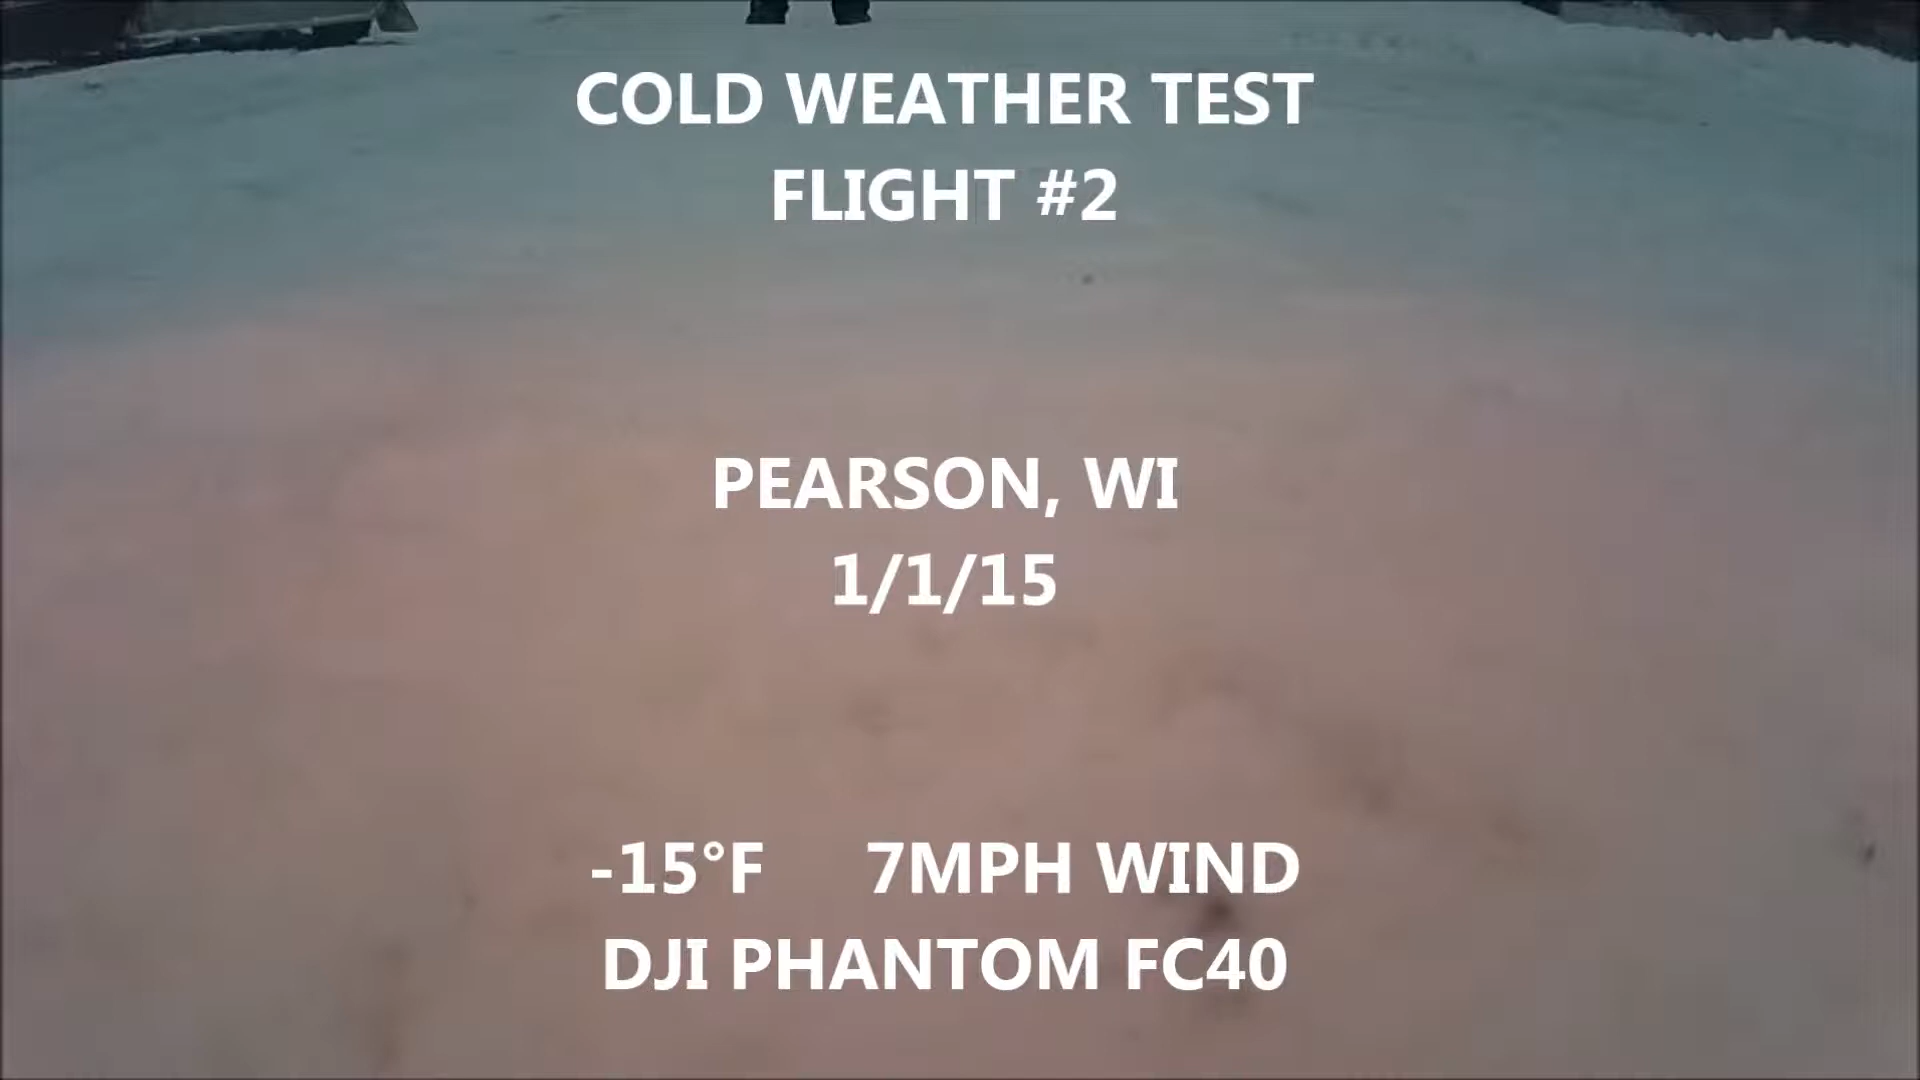 COLD WEATHER TEST
FLIGHT #2
PEARSON, WI
1/1/15
-15°F 7MPH WIND
DJI PHANTOM FC40